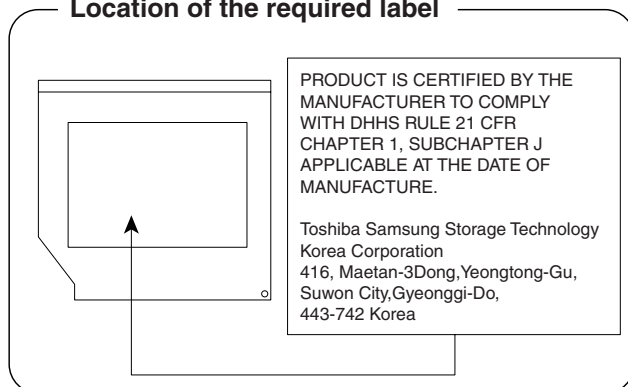 Location of the required label
PRODUCT IS CERTIFIED BY THE
MANUFACTURER TO COMPLY
WITH DHHS RULE 21 CFR
CHAPTER 1, SUBCHAPTER J
APPLICABLE AT THE DATE OF
MANUFACTURE.
Toshiba Samsung Storage Technology
Korea Corporation
416, Maetan-3Dong,Yeongtong-Gu,
Suwon City,Gyeonggi-Do,
443-742 Korea